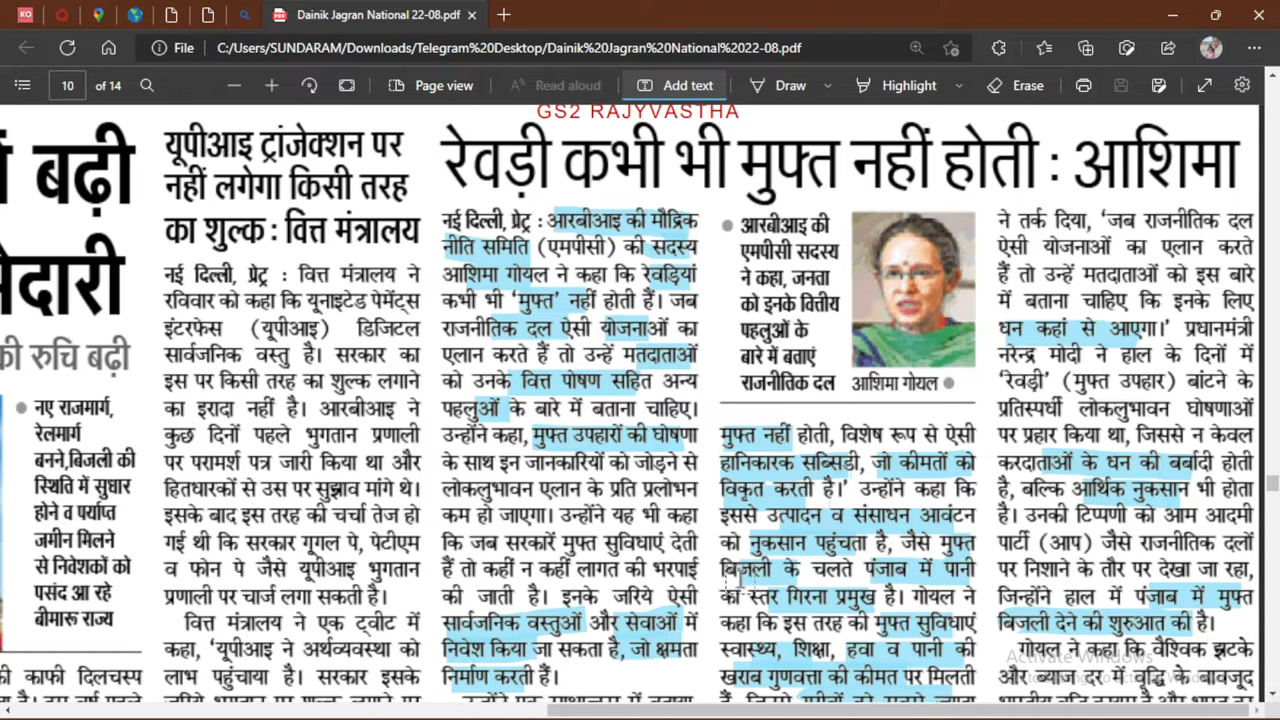 KO
Dainik Jagran National 22-08.pdf
File
C:/Users/SUNDARAM/Downloads/Telegram%20Desktop/Dainik%20Jagran%20National%2022-08.pdf
10 of 14
Page view
Read aloud
Add text
Draw
Highlight
Erase
GS2 RAJYVASTHA
बढ़ी
की रुचि बढ़ी
नए राजमार्ग,
रेलमार्ग
बनने,बिजली की
स्थिति में सुधार
होने व पर्याप्त
जमीन मिलने
से निवेशकों को
पसंद आ रहे
बीमारू राज्य
की काफी दिलचस्प
यूपीआइ ट्रांजेक्शन पर
नहीं लगेगा किसी तरह
का शुल्क : वित्त मंत्रालय
नई दिल्ली, प्रेट्र : वित्त मंत्रालय ने
रविवार को कहा कि यूनाइटेड पेमेंट्स
इंटरफेस (यूपीआइ) डिजिटल
सार्वजनिक वस्तु है। सरकार का
इस पर किसी तरह का शुल्क लगाने
का इरादा नहीं है। आरबीआइ ने
कुछ दिनों पहले भुगतान प्रणाली
पर परामर्श पत्र जारी किया था और
हितधारकों से उस पर सुझाव मांगे थे।
इसके बाद इस तरह की चर्चा तेज हो
गई थी कि सरकार गूगल पे, पेटीएम
व फोन पे जैसे यूपीआइ भुगतान
प्रणाली पर चार्ज लगा सकती है।
वित्त मंत्रालय ने एक ट्वीट में
कहा, 'यूपीआइ ने अर्थव्यवस्था को
लाभ पहुंचाया है। सरकार इसके
रेवड़ी कभी भी मुफ्त नहीं होती : आशिमा
नई दिल्ली, प्रेट्र : आरबीआइ की मौद्रिक
नीति समिति (एमपीसी) की सदस्य
आशिमा गोयल ने कहा कि रेवड़ियां
कभी भी 'मुफ्त' नहीं होती हैं। जब
राजनीतिक दल ऐसी योजनाओं का
एलान करते हैं तो उन्हें मतदाताओं
को उनके वित्त पोषण सहित अन्य
पहलुओं के बारे में बताना चाहिए।
उन्होंने कहा, मुफ्त उपहारों की घोषणा
के साथ इन जानकारियों को जोड़ने से
लोकलुभावन एलान के प्रति प्रलोभन
कम हो जाएगा। उन्होंने यह भी कहा
कि जब सरकारें मुफ्त सुविधाएं देती
हैं तो कहीं न कहीं लागत की भरपाई
की जाती है। इनके जरिये ऐसी
सार्वजनिक वस्तुओं और सेवाओं में
निवेश किया जा सकता है, जो क्षमता
निर्माण करती हैं।
आरबीआइ की
एमपीसी सदस्य
ने कहा, जनता
को इनके वित्तीय
पहलुओं के
बारे में बताएं
राजनीतिक दल
आशिमा गोयल
मुफ्त नहीं होती, विशेष रूप से ऐसी
हानिकारक सब्सिडी, जो कीमतों को
विकृत करती है।' उन्होंने कहा कि
इससे उत्पादन व संसाधन आवंटन
को नुकसान पहुंचता है, जैसे मुफ्त
बिजली के चलते पंजाब में पानी
का स्तर गिरना प्रमुख है। गोयल ने
कहा कि इस तरह की मुफ्त सुविधाएं
स्वास्थ्य, शिक्षा, हवा व पानी की
खराब गुणवत्ता की कीमत पर मिलती
ने तर्क दिया, 'जब राजनीतिक दल
ऐसी योजनाओं का एलान करते
हैं तो उन्हें मतदाताओं को इस बारे
में बताना चाहिए कि इनके लिए
धन कहां से आएगा।' प्रधानमंत्री
नरेन्द्र मोदी ने हाल के दिनों में
'रेवड़ी' (मुफ्त उपहार) बांटने के
प्रतिस्पर्धी लोकलुभावन घोषणाओं
पर प्रहार किया था, जिससे न केवल
करदाताओं के धन की बर्बादी होती
है, बल्कि आर्थिक नुकसान भी होता
है। उनकी टिप्पणी को आम आदमी
पार्टी (आप) जैसे राजनीतिक दलों
पर निशाने के तौर पर देखा जा रहा,
जिन्होंने हाल में पंजाब में मुफ्त
बिजली देने की शुरुआत की है।
गोयल ने कहा कि वैश्विक झटके
और ब्याज दर में वृद्धि के बावजूद
Activate Windows